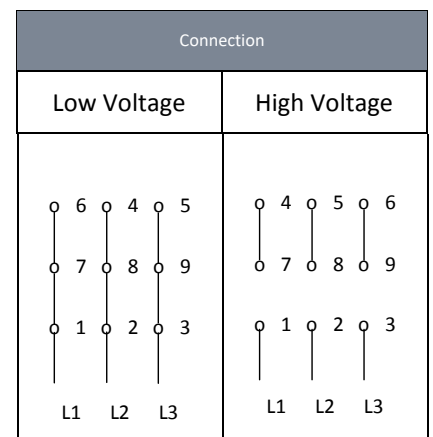 Connection
Low Voltage High Voltage
o 6 o 4 o 5
o 7 o 8 o 9
o 1 o 2 o 3
L1 L2 L3
o 4 o 5 o 6
o 7 o 8 o 9
o 1 o 2 o 3
L1 L2 L3